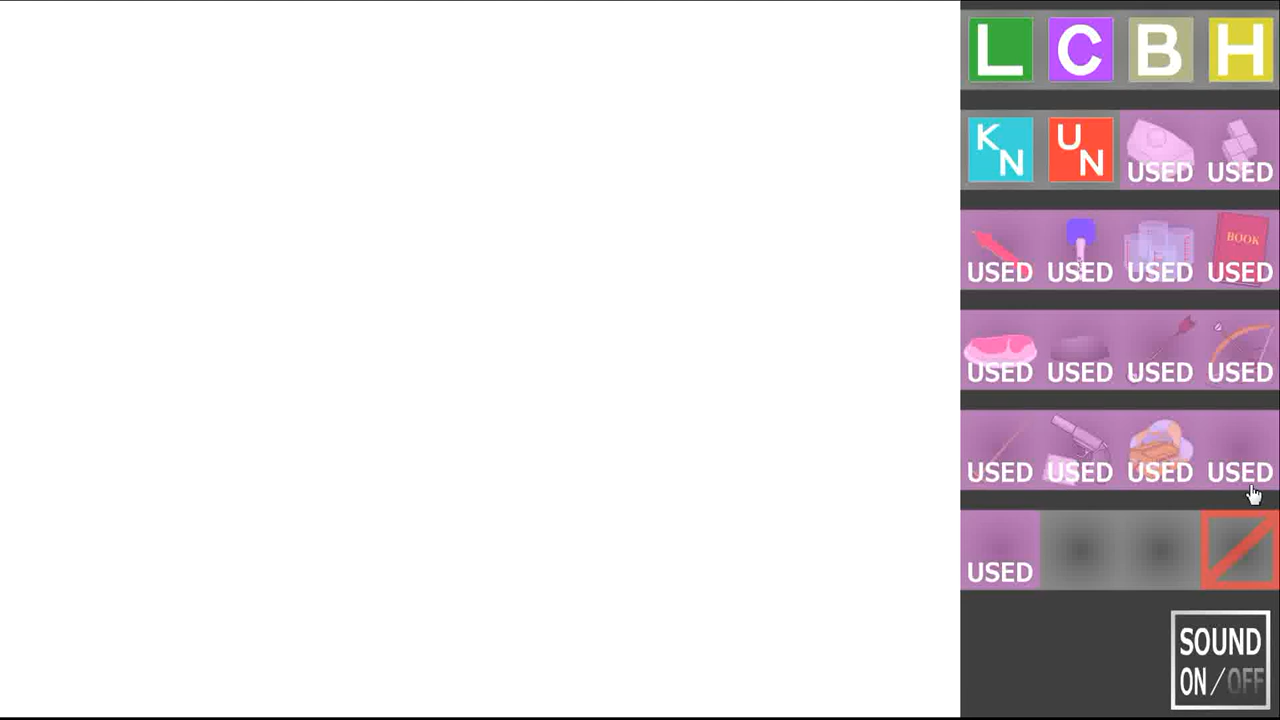 L C B H
K N U N USED USED
USED USED USED BOOK USED
USED USED USED USED
USED USED USED USED
USED
SOUND
ON / OFF